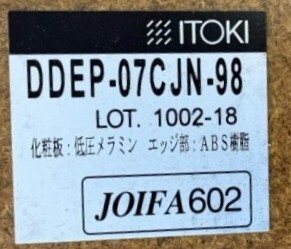 ITOKI
DDEP-07CJN-98
LOT. 1002-18
化粧板：低圧メラミン エッジ部：ABS樹脂
JOIFA602